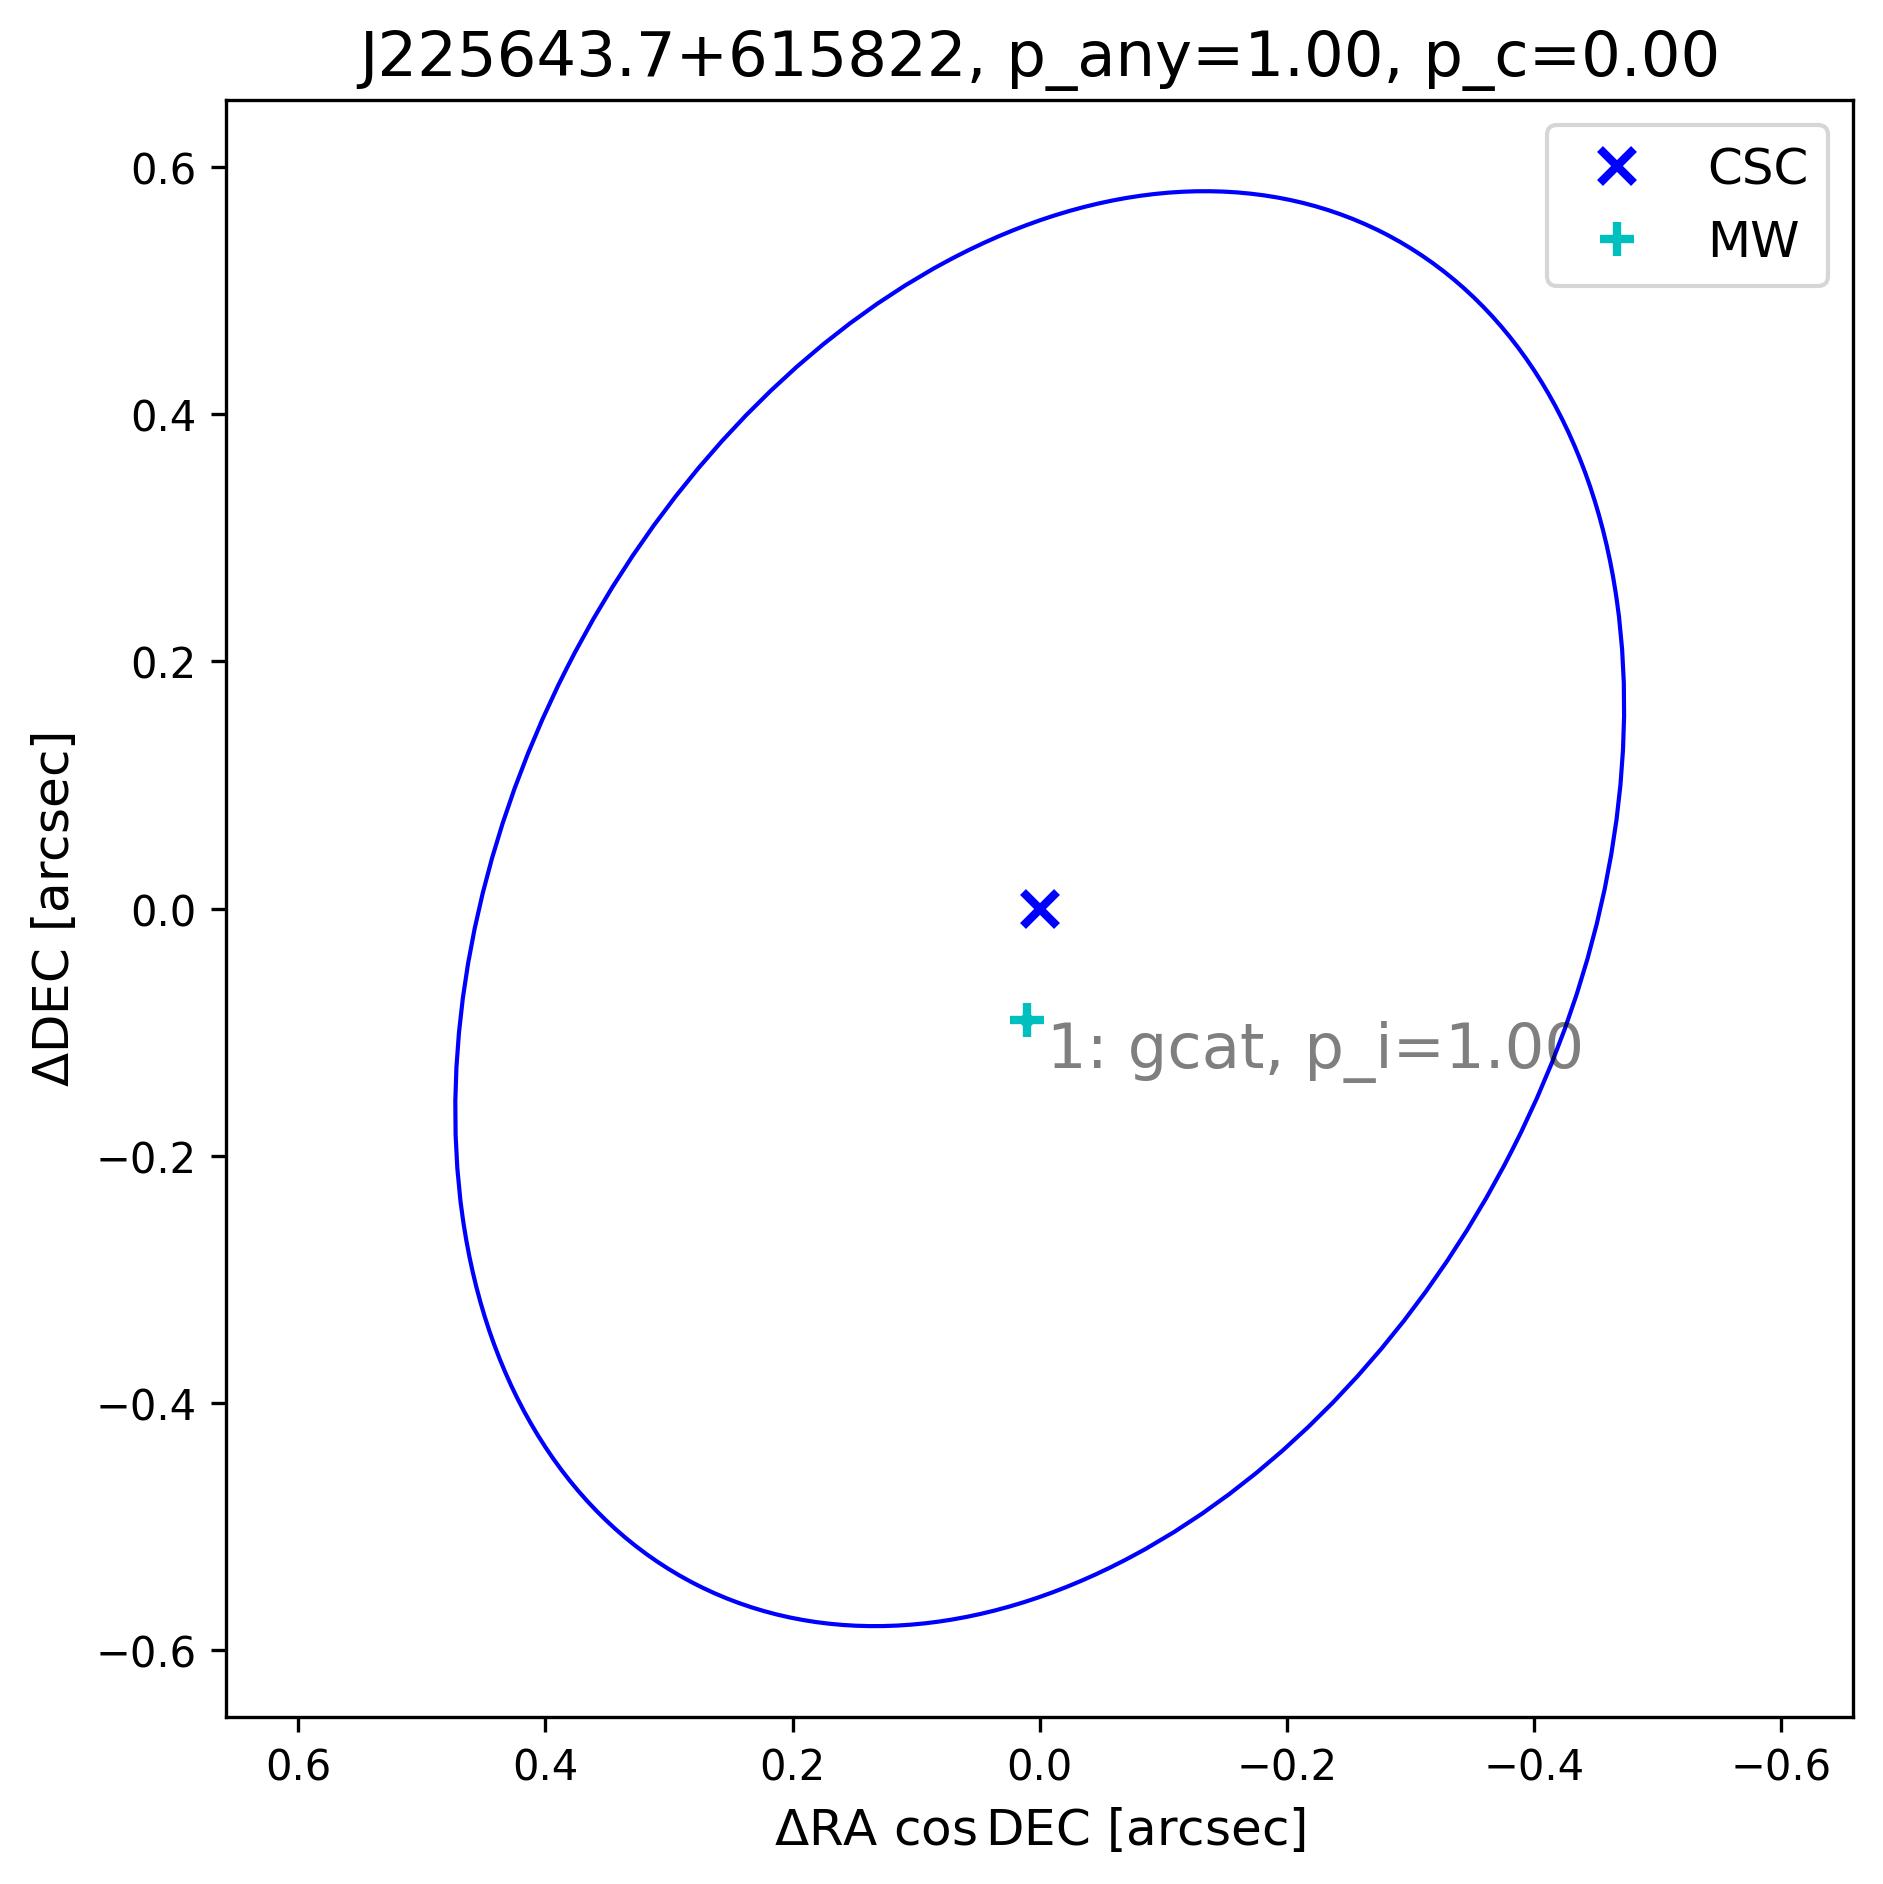 J225643.7+615822, p_any=1.00, p_c=0.00
CSC
MW
0.6
0.4
0.2
0.0
−0.2
−0.4
−0.6
ΔDEC [arcsec]
1: gcat, p_i=1.00
0.6 0.4 0.2 0.0 −0.2 −0.4 −0.6
ΔRA cos DEC [arcsec]